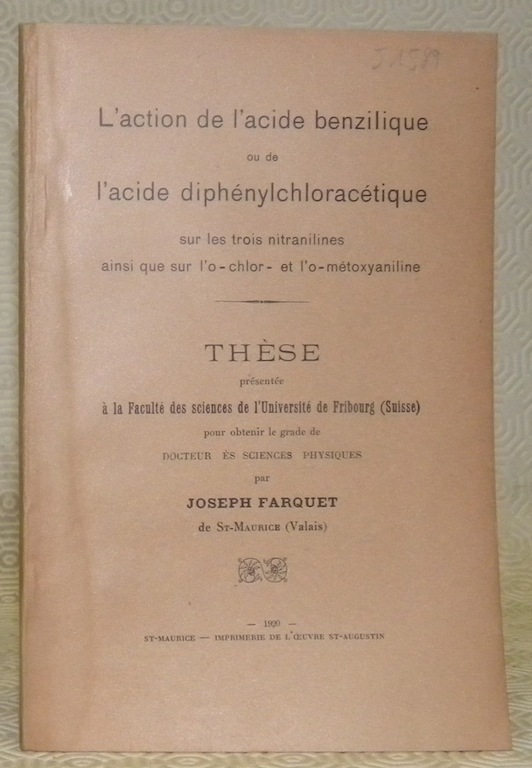 J 1589
L'action de l'acide benzilique
ou de
l'acide diphénylchloracétique
sur les trois nitranilines
ainsi que sur l'o-chlor- et l'o-métoxyaniline
THÈSE
présentée
à la Faculté des sciences de l'Université de Fribourg (Suisse)
pour obtenir le grade de
DOCTEUR ÈS SCIENCES PHYSIQUES
par
JOSEPH FARQUET
de ST-MAURICE (Valais)
— 1920 —
ST-MAURICE — IMPRIMERIE DE L'ŒUVRE ST-AUGUSTIN